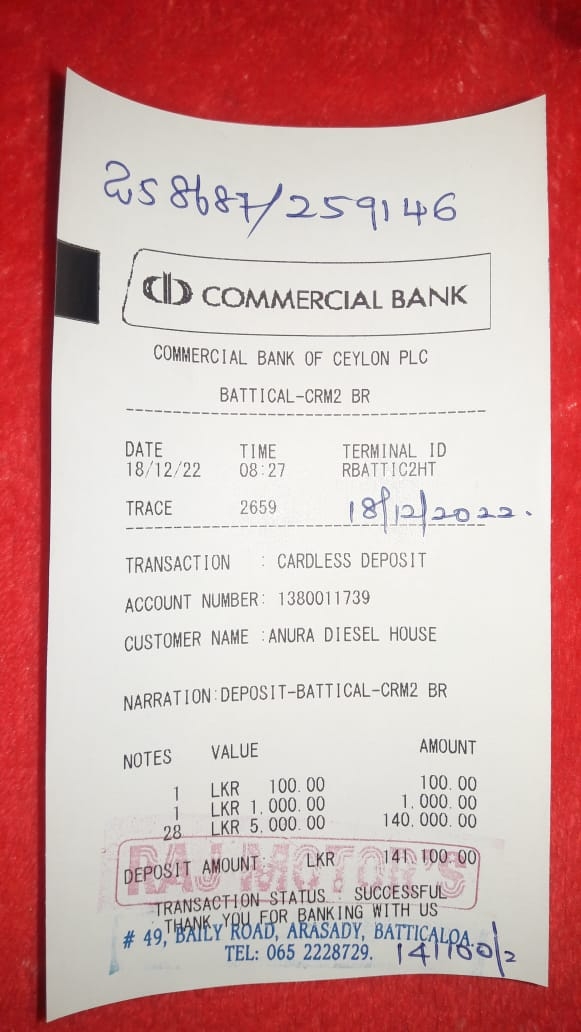 258687/259146
COMMERCIAL BANK
COMMERCIAL BANK OF CEYLON PLC
BATTICAL-CRM2 BR
DATE TIME TERMINAL ID
18/12/22 08:27 RBATTIC2HT
TRACE 2659 18/12/2022.
TRANSACTION : CARDLESS DEPOSIT
ACCOUNT NUMBER: 1380011739
CUSTOMER NAME :ANURA DIESEL HOUSE
NARRATION:DEPOSIT-BATTICAL-CRM2 BR
NOTES VALUE AMOUNT
1 LKR 100.00 100.00
1 LKR 1,000.00 1,000.00
28 LKR 5,000.00 140,000.00
RAJ MOTOR'S
DEPOSIT AMOUNT: LKR 141,100.00
TRANSACTION STATUS : SUCCESSFUL
THANK YOU FOR BANKING WITH US
# 49, BAILY ROAD, ARASADY, BATTICALOA.
TEL: 065 2228729. 141100/2